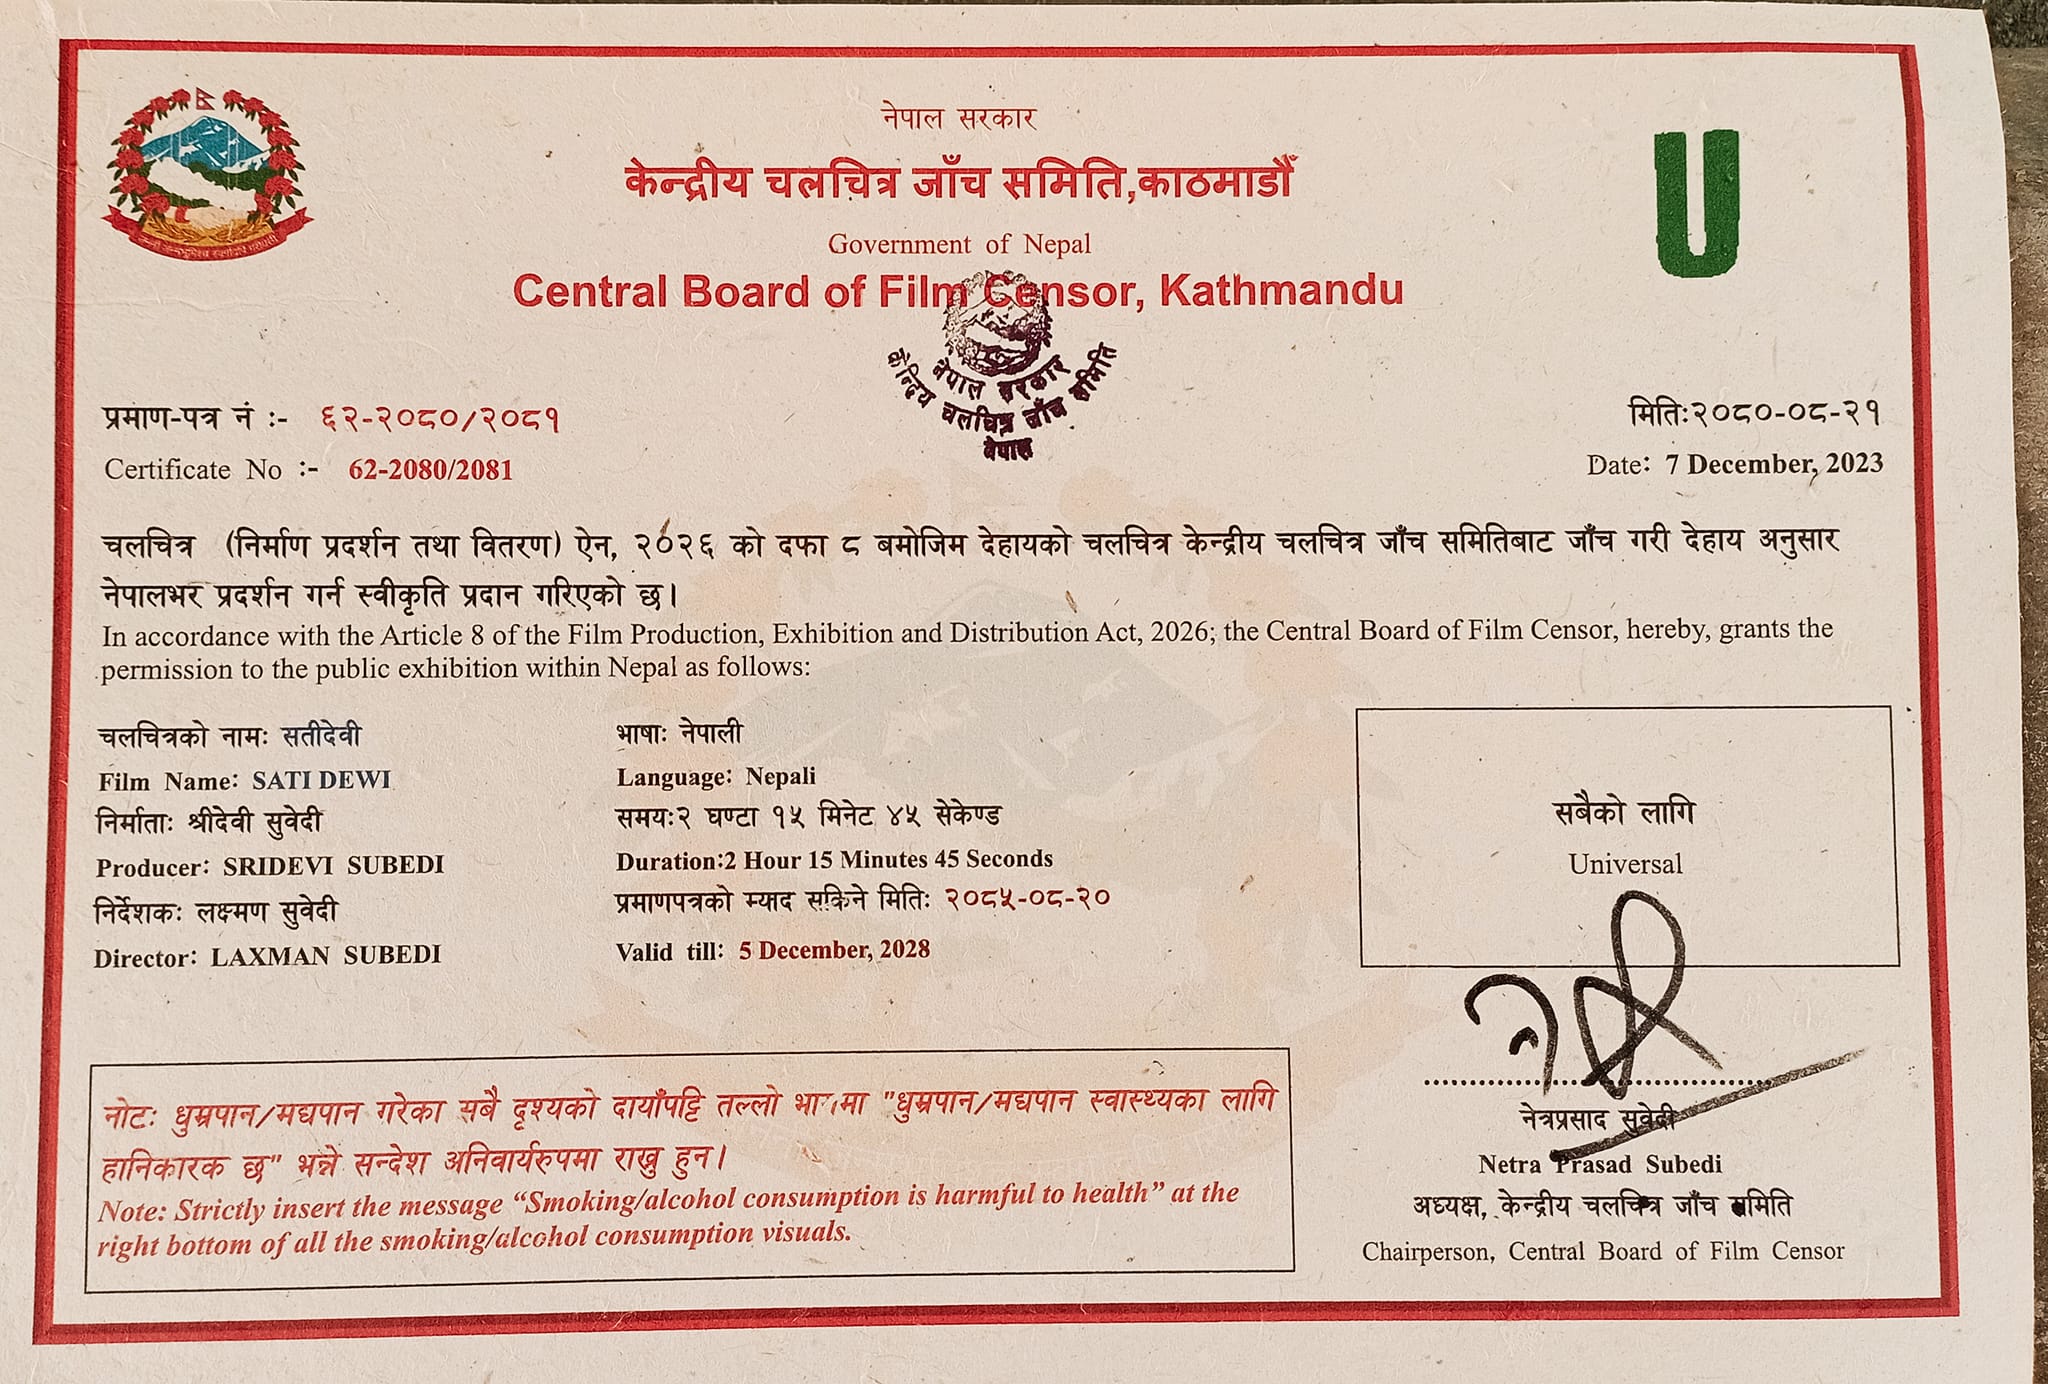 नेपाल सरकार
केन्द्रीय चलचित्र जाँच समिति,काठमाडौँ
Government of Nepal
Central Board of Film Censor, Kathmandu
U
नेपाल सरकार
केन्द्रिय चलचित्र जाँच समिति
नेपाल
प्रमाण-पत्र नं :- ६२-२०८०/२०८१
मितिः२०८०-०८-२१
Certificate No :- 62-2080/2081
Date: 7 December, 2023
चलचित्र (निर्माण प्रदर्शन तथा वितरण) ऐन, २०२६ को दफा ८ बमोजिम देहायको चलचित्र केन्द्रीय चलचित्र जाँच समितिबाट जाँच गरी देहाय अनुसार
नेपालभर प्रदर्शन गर्न स्वीकृति प्रदान गरिएको छ।
In accordance with the Article 8 of the Film Production, Exhibition and Distribution Act, 2026; the Central Board of Film Censor, hereby, grants the
permission to the public exhibition within Nepal as follows:
चलचित्रको नामः सतीदेवी
Film Name: SATI DEWI
निर्माताः श्रीदेवी सुवेदी
Producer: SRIDEVI SUBEDI
निर्देशकः लक्ष्मण सुवेदी
Director: LAXMAN SUBEDI
भाषाः नेपाली
Language: Nepali
समयः२ घण्टा १५ मिनेट ४५ सेकेण्ड
Duration:2 Hour 15 Minutes 45 Seconds
प्रमाणपत्रको म्याद सकिने मितिः २०८५-०८-२०
Valid till: 5 December, 2028
सबैको लागि
Universal
नोटः धुम्रपान/मद्यपान गरेका सबै दृश्यको दायाँपट्टि तल्लो भागमा "धुम्रपान/मद्यपान स्वास्थ्यका लागि
हानिकारक छ" भन्ने सन्देश अनिवार्यरुपमा राख्नु हुन।
Note: Strictly insert the message “Smoking/alcohol consumption is harmful to health” at the
right bottom of all the smoking/alcohol consumption visuals.
नेत्रप्रसाद सुवेदी
Netra Prasad Subedi
अध्यक्ष, केन्द्रीय चलचित्र जाँच समिति
Chairperson, Central Board of Film Censor